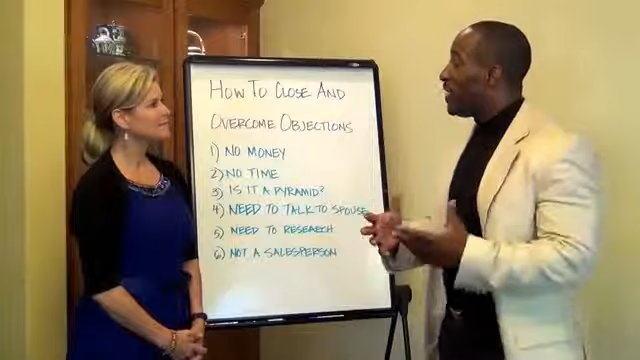 HOW TO CLOSE AND
OVERCOME OBJECTIONS
1) NO MONEY
2) NO TIME
3) IS IT A PYRAMID?
4) NEED TO TALK TO SPOUSE
5) NEED TO RESEARCH
6) NOT A SALESPERSON